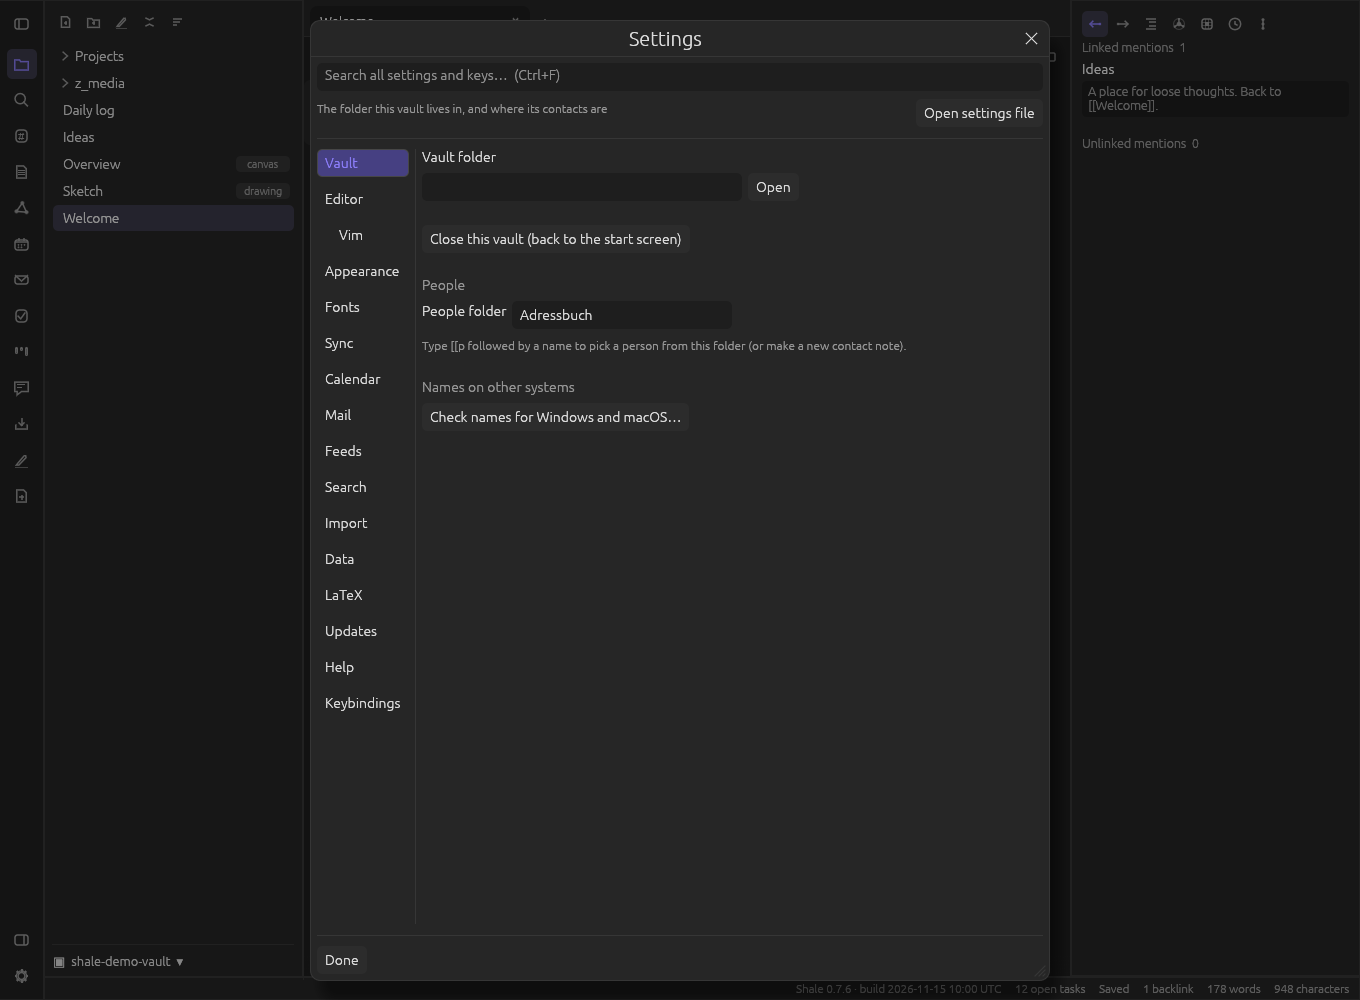 Projects
z_media
Daily log
Ideas
Overview canvas
Sketch drawing
Welcome
shale-demo-vault ▼
Welcome
Settings
Search all settings and keys… (Ctrl+F)
The folder this vault lives in, and where its contacts are
Open settings file
Vault
Editor
Vim
Appearance
Fonts
Sync
Calendar
Mail
Feeds
Search
Import
Data
LaTeX
Updates
Help
Keybindings
Vault folder
Open
Close this vault (back to the start screen)
People
People folder Adressbuch
Type [[p followed by a name to pick a person from this folder (or make a new contact note).
Names on other systems
Check names for Windows and macOS…
Done
Linked mentions 1
Ideas
A place for loose thoughts. Back to
[[Welcome]].
Unlinked mentions 0
Shale 0.7.6 · build 2026-11-15 10:00 UTC 12 open tasks Saved 1 backlink 178 words 948 characters